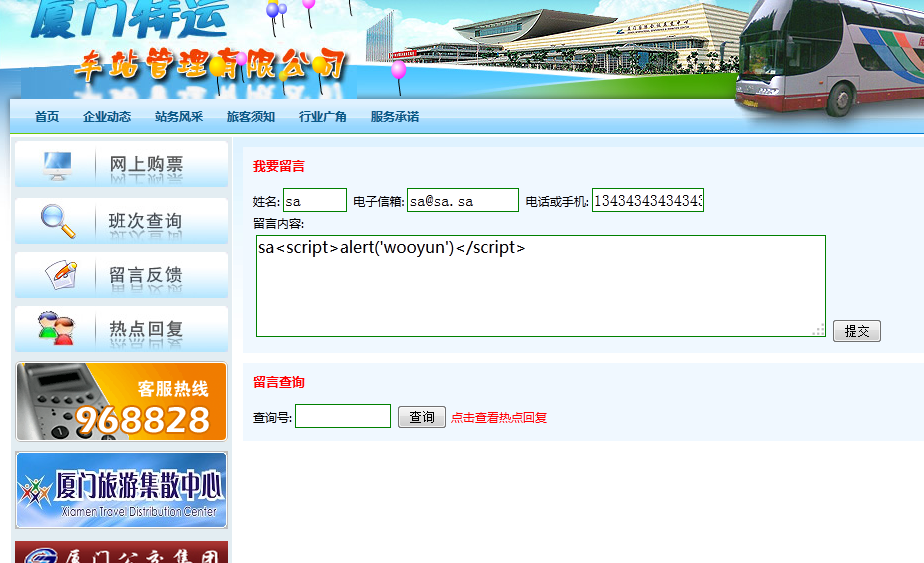 厦门特运
车站管理有限公司
首页 企业动态 站务风采 旅客须知 行业广角 服务承诺
网上购票
班次查询
留言反馈
热点回复
客服热线
968828
厦门旅游集散中心
Xiamen Travel Distribution Center
厦门公交集团
我要留言
姓名: sa 电子信箱: sa@sa.sa 电话或手机: 13434343434343
留言内容:
sa<script>alert('wooyun')</script>
提交
留言查询
查询号: 查询 点击查看热点回复